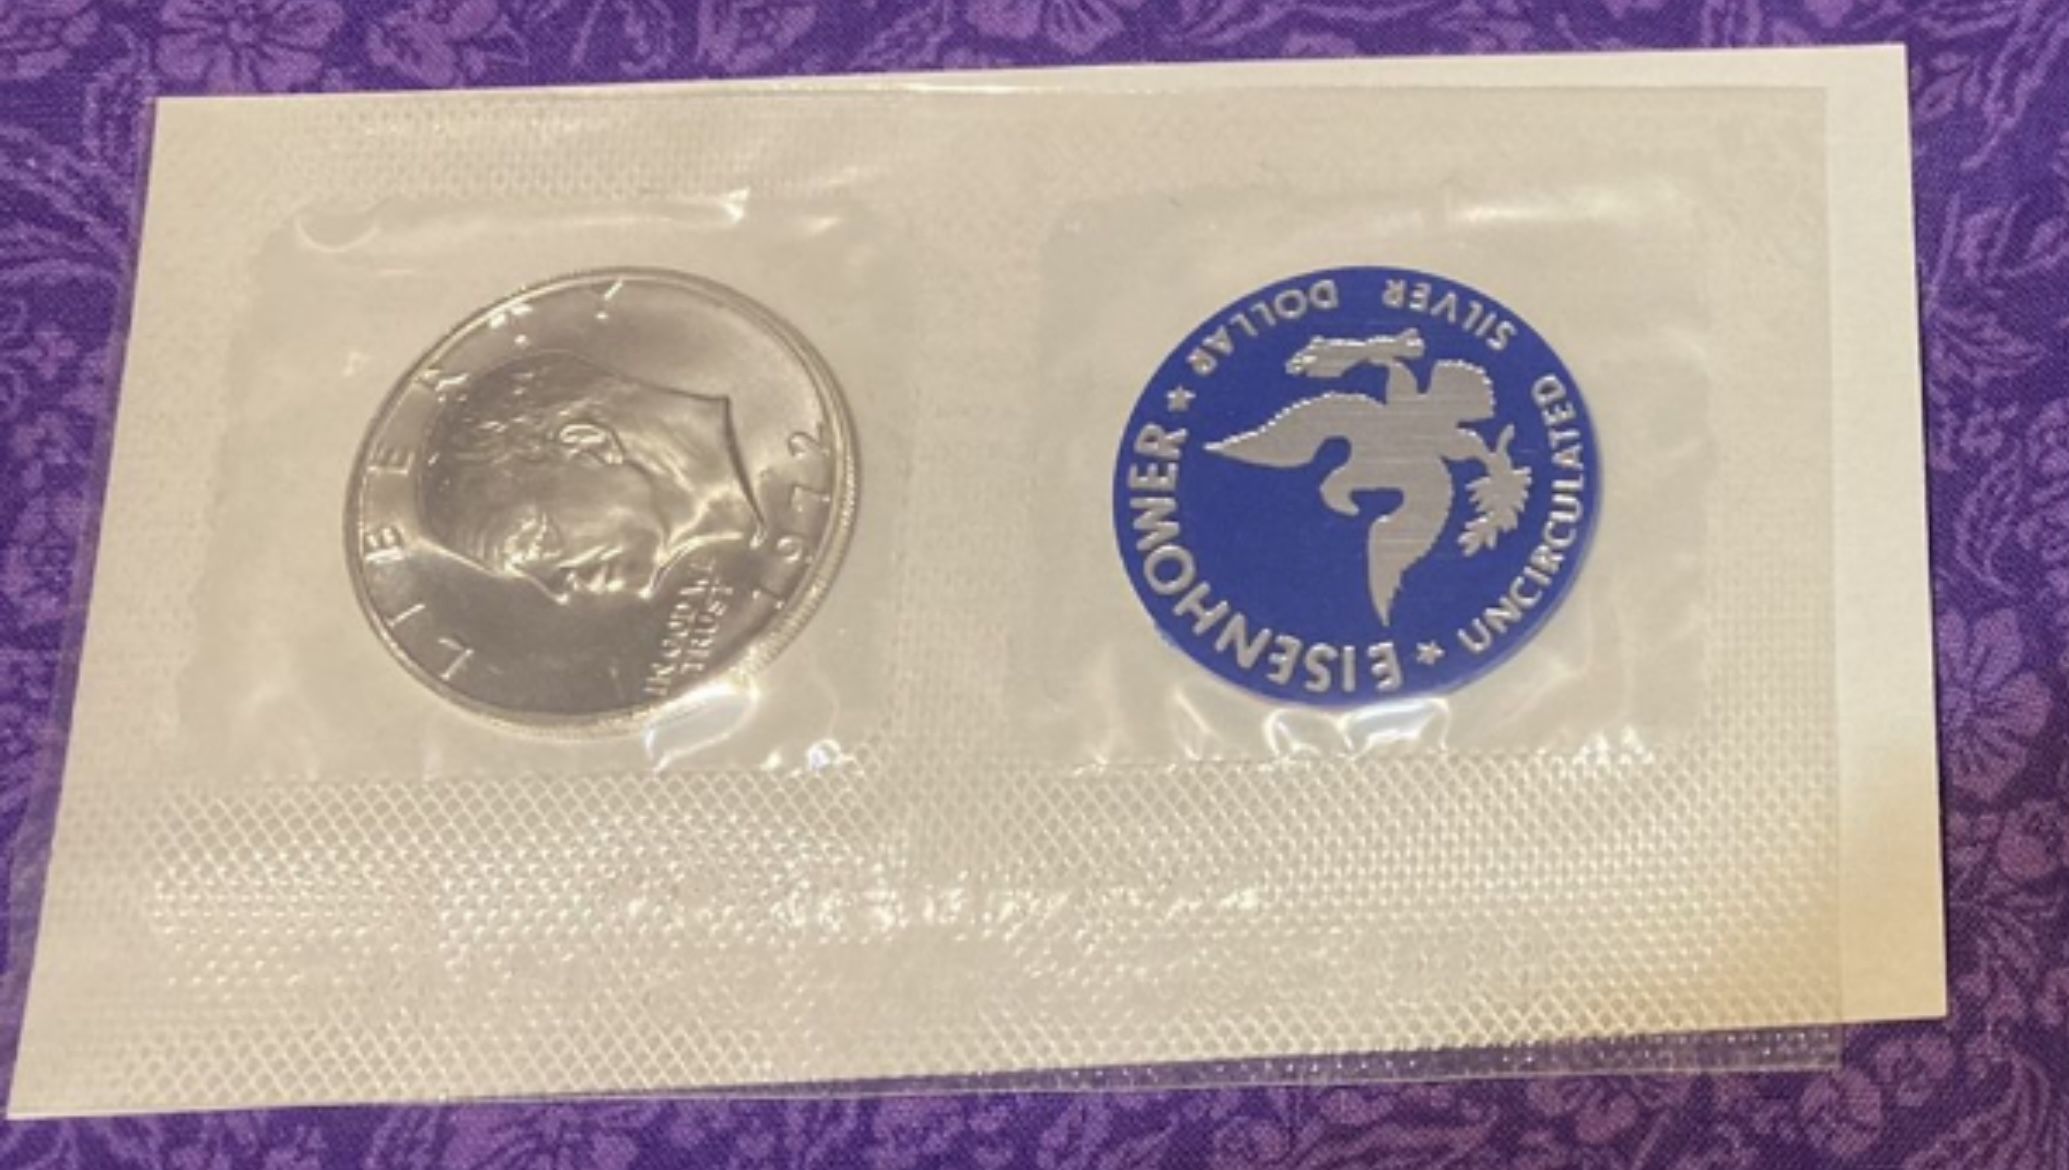 LIBERTY
IN GOD WE
TRUST
1972
EISENHOWER ★ UNCIRCULATED
SILVER DOLLAR ★